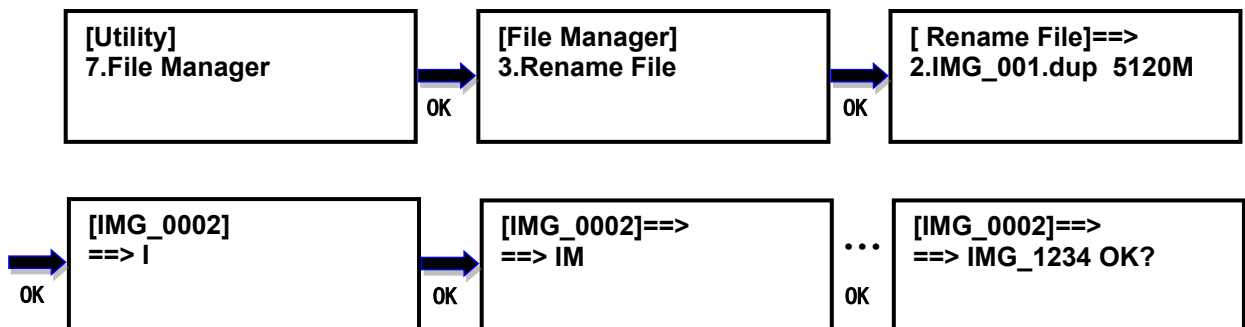 [Utility]
7.File Manager
OK
[File Manager]
3.Rename File
OK
[ Rename File]==>
2.IMG_001.dup 5120M
OK
[IMG_0002]
==> I
OK
[IMG_0002]==>
==> IM
...
OK
[IMG_0002]==>
==> IMG_1234 OK?